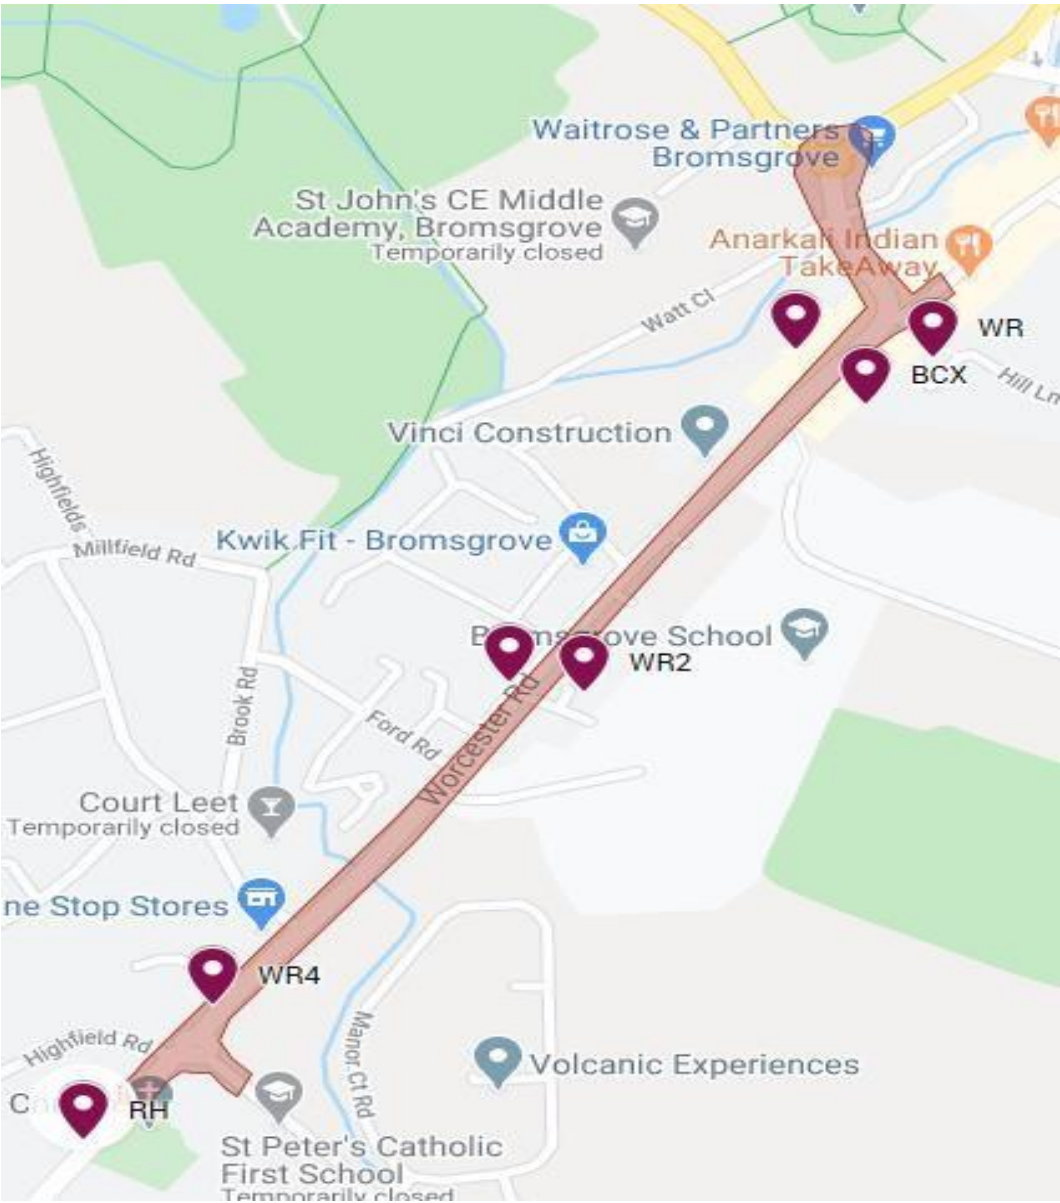 Waitrose & Partners
Bromsgrove
St John's CE Middle
Academy, Bromsgrove
Temporarily closed
Anarkali Indian
TakeAway
Watt Cl
WR
BCX
Hill Ln
Vinci Construction
Highfields
Kwik Fit - Bromsgrove
Millfield Rd
Bromsgrove School
WR2
Brook Rd
Ford Rd
Worcester Rd
Court Leet
Temporarily closed
ne Stop Stores
WR4
Highfield Rd
Manor Ct Rd
Volcanic Experiences
RH
St Peter's Catholic
First School
Temporarily closed